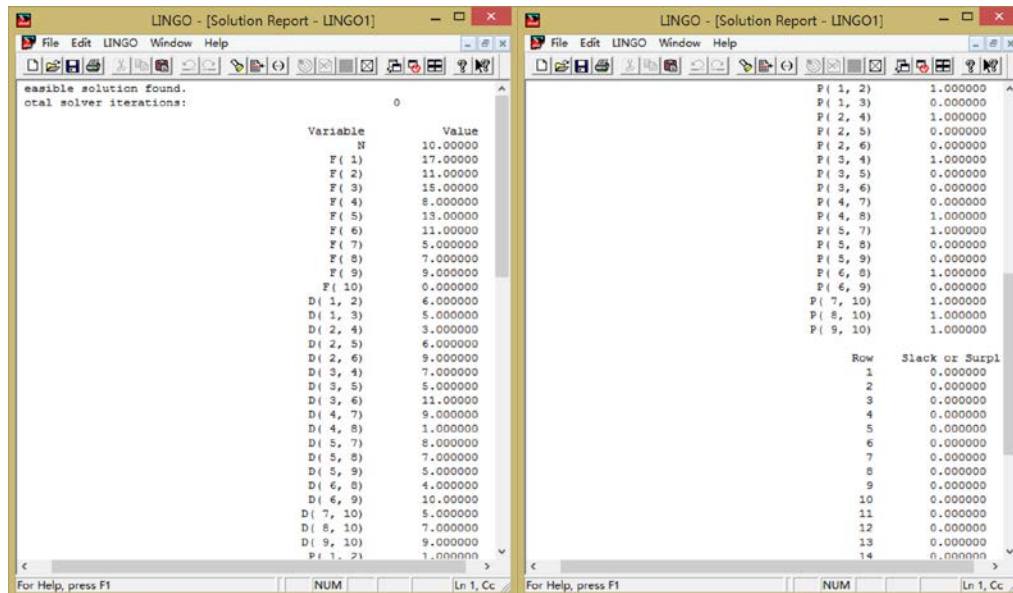 LINGO - [Solution Report - LINGO1]
File Edit LINGO Window Help
easible solution found.
otal solver iterations: 0
Variable Value
N 10.00000
F( 1) 17.00000
F( 2) 11.00000
F( 3) 15.00000
F( 4) 8.000000
F( 5) 13.00000
F( 6) 11.00000
F( 7) 5.000000
F( 8) 7.000000
F( 9) 9.000000
F( 10) 0.000000
D( 1, 2) 6.000000
D( 1, 3) 5.000000
D( 2, 4) 3.000000
D( 2, 5) 6.000000
D( 2, 6) 9.000000
D( 3, 4) 7.000000
D( 3, 5) 5.000000
D( 3, 6) 11.00000
D( 4, 7) 9.000000
D( 4, 8) 1.000000
D( 5, 7) 8.000000
D( 5, 8) 7.000000
D( 5, 9) 5.000000
D( 6, 8) 4.000000
D( 6, 9) 10.00000
D( 7, 10) 5.000000
D( 8, 10) 7.000000
D( 9, 10) 9.000000
P( 1, 2) 1.000000
For Help, press F1 NUM Ln 1, Cc
LINGO - [Solution Report - LINGO1]
File Edit LINGO Window Help
P( 1, 2) 1.000000
P( 1, 3) 0.000000
P( 2, 4) 1.000000
P( 2, 5) 0.000000
P( 2, 6) 0.000000
P( 3, 4) 1.000000
P( 3, 5) 0.000000
P( 3, 6) 0.000000
P( 4, 7) 0.000000
P( 4, 8) 1.000000
P( 5, 7) 1.000000
P( 5, 8) 0.000000
P( 5, 9) 0.000000
P( 6, 8) 1.000000
P( 6, 9) 0.000000
P( 7, 10) 1.000000
P( 8, 10) 1.000000
P( 9, 10) 1.000000
Row Slack or Surpl
1 0.000000
2 0.000000
3 0.000000
4 0.000000
5 0.000000
6 0.000000
7 0.000000
8 0.000000
9 0.000000
10 0.000000
11 0.000000
12 0.000000
13 0.000000
14 0.000000
For Help, press F1 NUM Ln 1, Cc